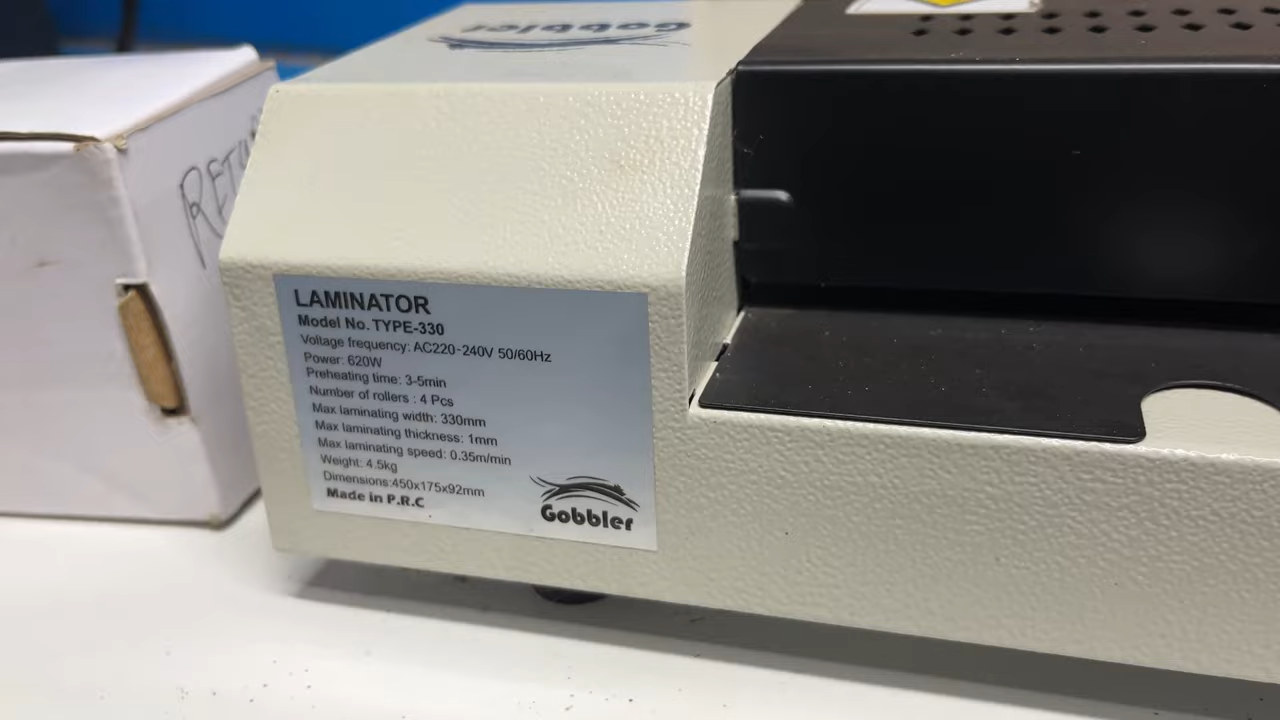 Gobbler
LAMINATOR
Model No. TYPE-330
Voltage frequency: AC220-240V 50/60Hz
Power: 620W
Preheating time: 3-5min
Number of rollers : 4 Pcs
Max laminating width: 330mm
Max laminating thickness: 1mm
Max laminating speed: 0.35m/min
Weight: 4.5kg
Dimensions:450x175x92mm
Made in P.R.C
Gobbler